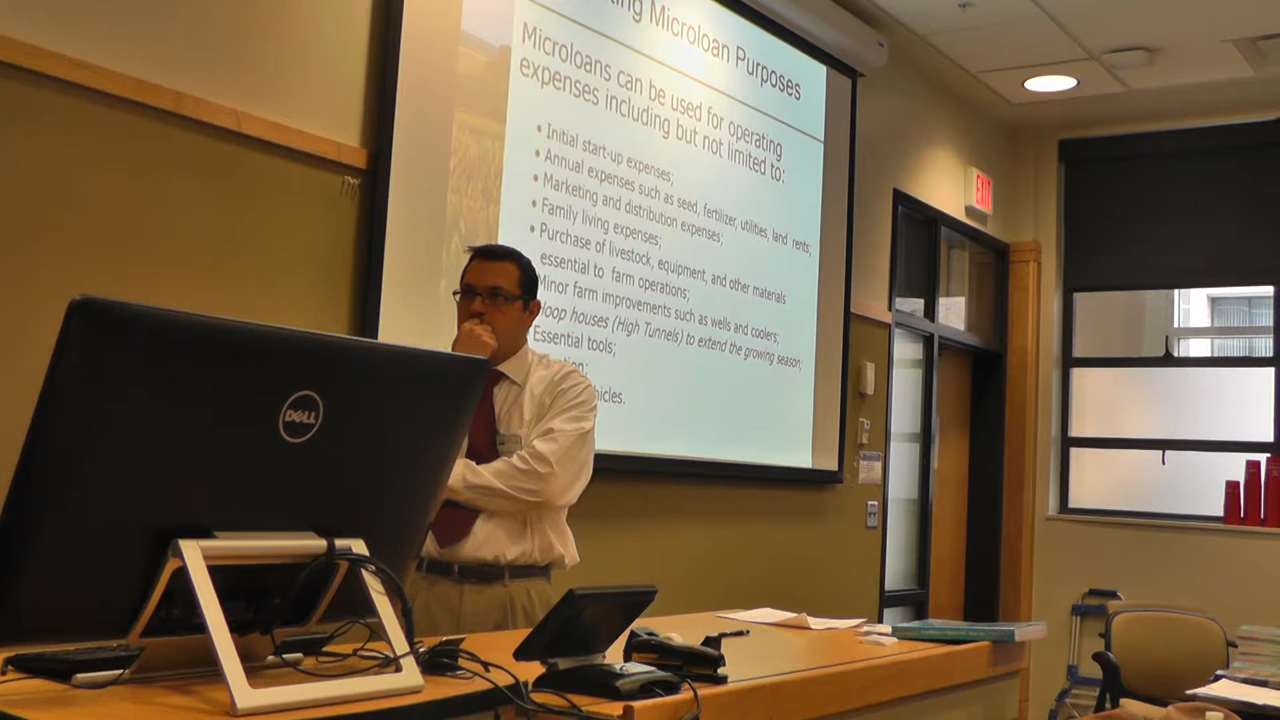 Microloan Purposes
Microloans can be used for operating
expenses including but not limited to:
• Initial start-up expenses;
• Annual expenses such as seed, fertilizer, utilities, land rents;
• Marketing and distribution expenses;
• Family living expenses;
• Purchase of livestock, equipment, and other materials
essential to farm operations;
Minor farm improvements such as wells and coolers;
hoop houses (High Tunnels) to extend the growing season;
Essential tools;
EXIT
DELL